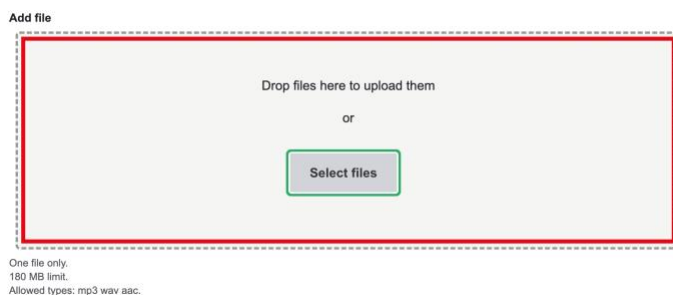 Add file
Drop files here to upload them
or
Select files
One file only.
180 MB limit.
Allowed types: mp3 wav aac.